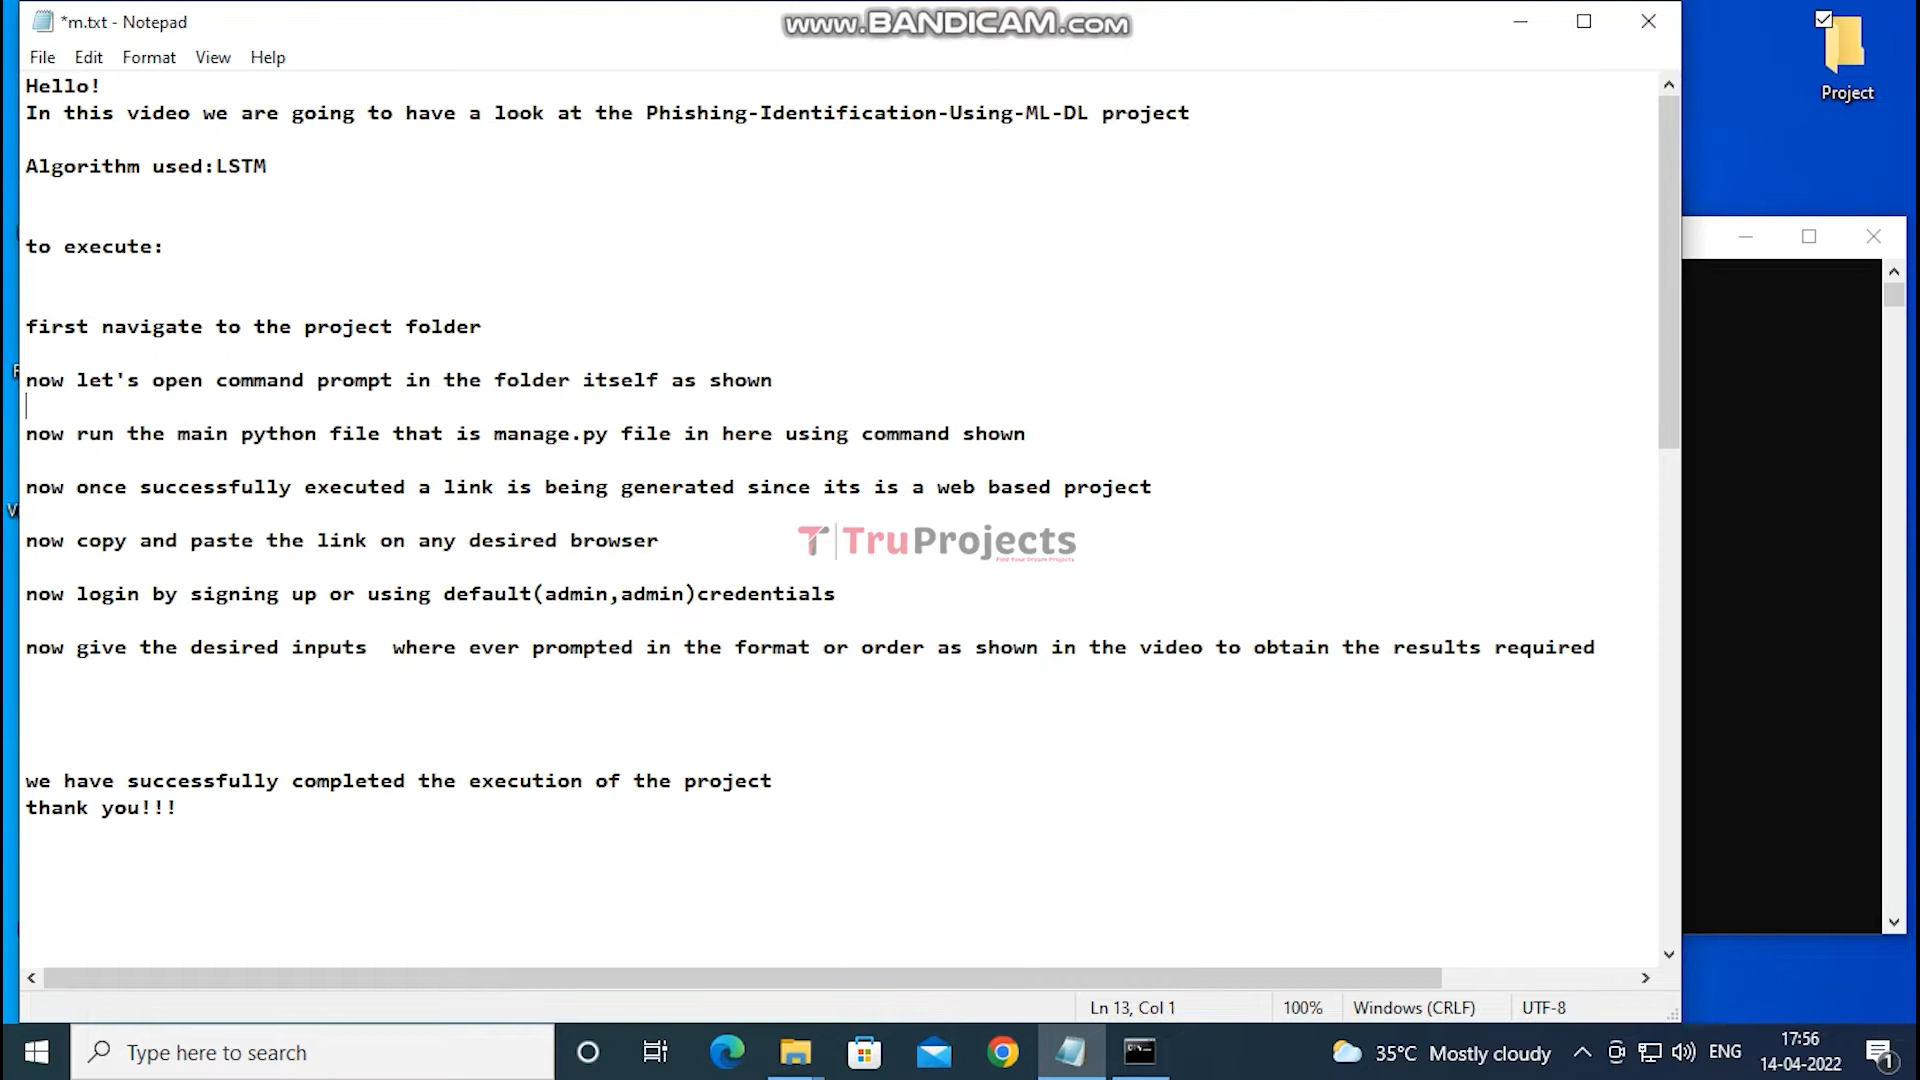 *m.txt - Notepad
www.BANDICAM.com
File Edit Format View Help
Hello!
In this video we are going to have a look at the Phishing-Identification-Using-ML-DL project
Algorithm used:LSTM
to execute:
first navigate to the project folder
now let's open command prompt in the folder itself as shown
now run the main python file that is manage.py file in here using command shown
now once successfully executed a link is being generated since its is a web based project
now copy and paste the link on any desired browser
now login by signing up or using default(admin,admin)credentials
now give the desired inputs  where ever prompted in the format or order as shown in the video to obtain the results required
we have successfully completed the execution of the project
thank you!!!
TruProjects
Find Your Dream Projects
Project
Ln 13, Col 1
100%
Windows (CRLF)
UTF-8
Type here to search
35°C Mostly cloudy
ENG
17:56
14-04-2022
1